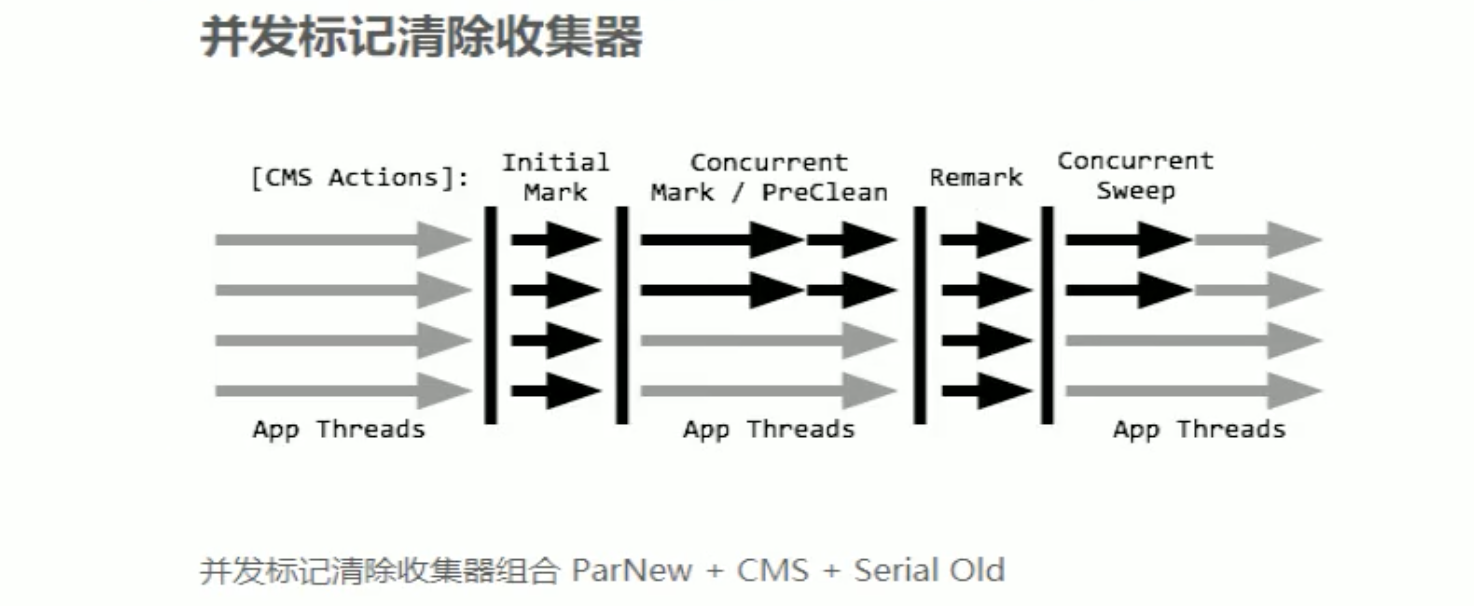 并发标记清除收集器
[CMS Actions]:
Initial
Mark
Concurrent
Mark / PreClean
Remark
Concurrent
Sweep
App Threads
App Threads
App Threads
并发标记清除收集器组合 ParNew + CMS + Serial Old